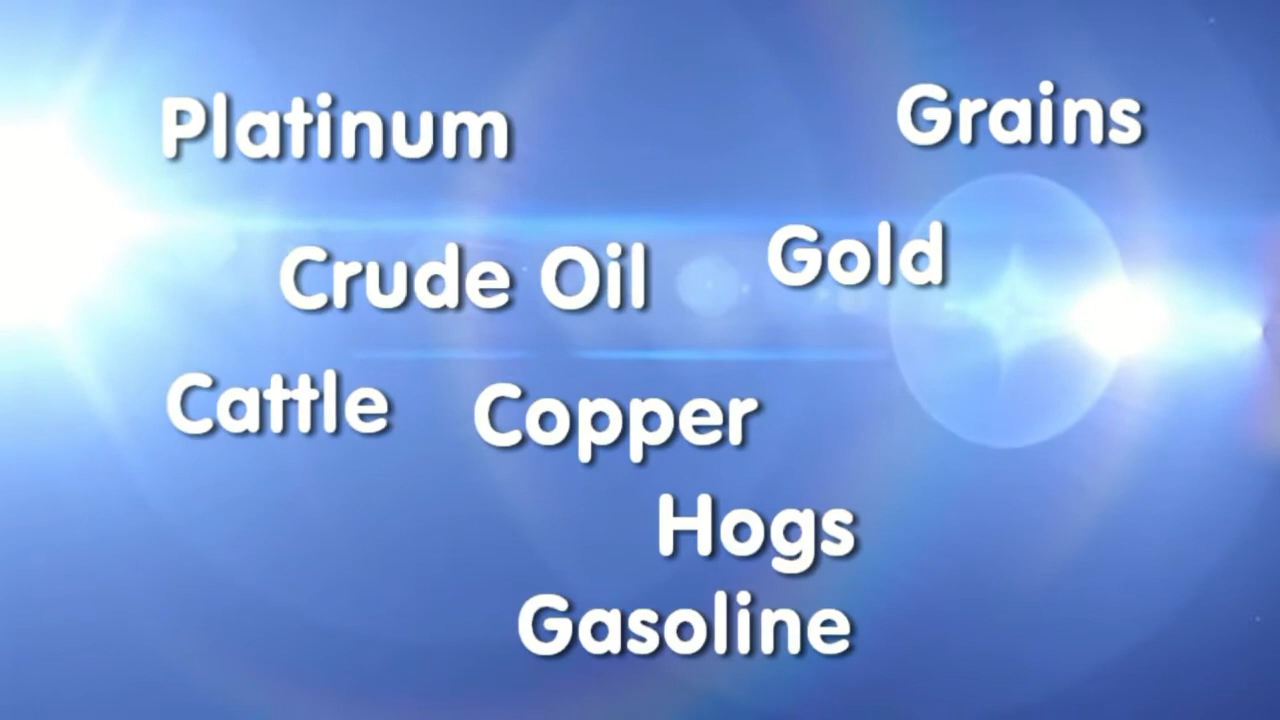 Platinum
Grains
Crude Oil
Gold
Cattle
Copper
Hogs
Gasoline